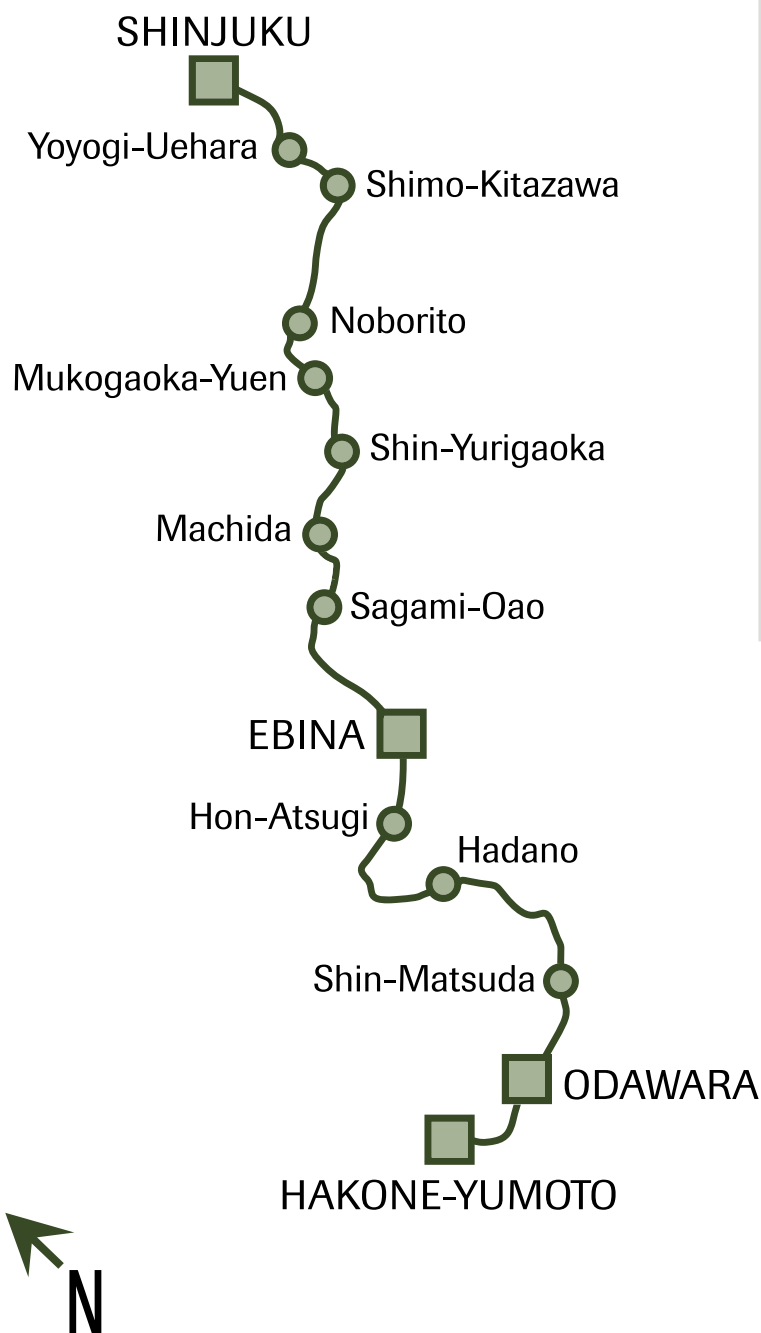 SHINJUKU
Yoyogi-Uehara
Shimo-Kitazawa
Noborito
Mukogaoka-Yuen
Shin-Yurigaoka
Machida
Sagami-Oao
EBINA
Hon-Atsugi
Hadano
Shin-Matsuda
ODAWARA
HAKONE-YUMOTO
N